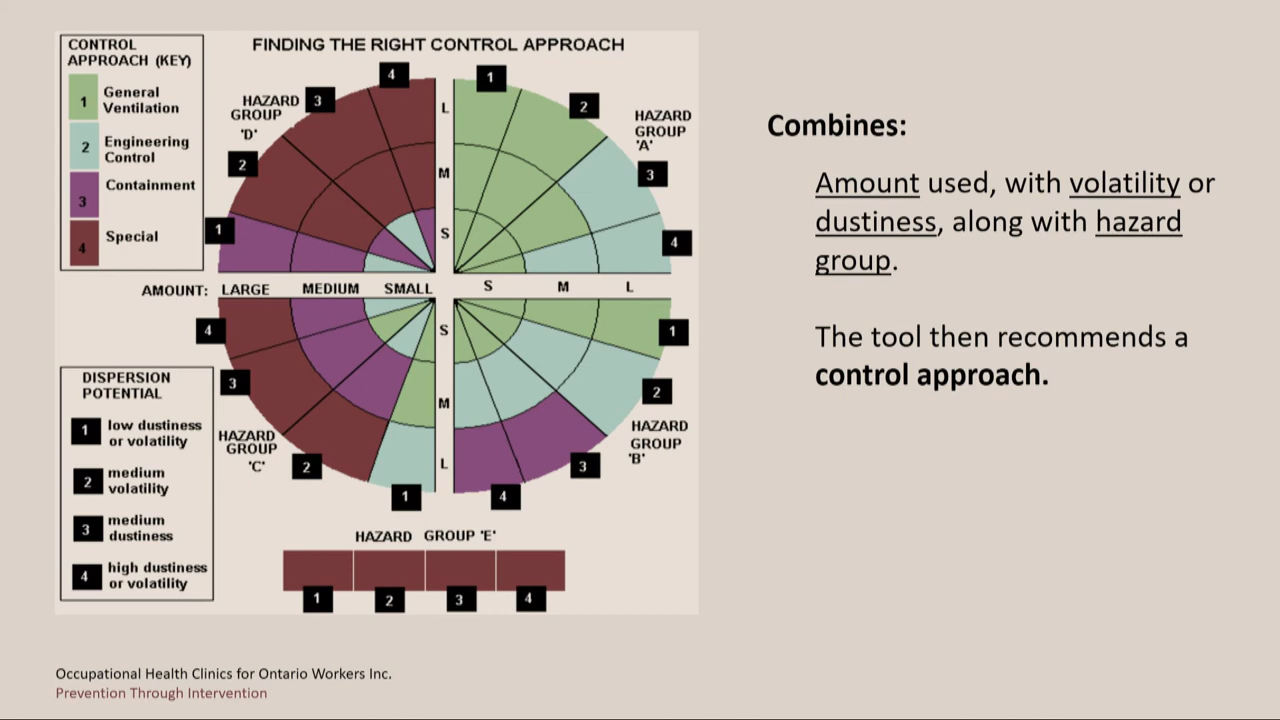 CONTROL
APPROACH (KEY)
1
General
Ventilation
2
Engineering
Control
3
Containment
4
Special
FINDING THE RIGHT CONTROL APPROACH
HAZARD
GROUP
'D'
1
2
3
4
L
M
S
1
2
3
4
HAZARD
GROUP
'A'
AMOUNT: LARGE MEDIUM SMALL
S M L
4
3
2
1
HAZARD
GROUP
'C'
S
M
L
1
2
3
4
HAZARD
GROUP
'B'
DISPERSION
POTENTIAL
1
low dustiness
or volatility
2
medium
volatility
3
medium
dustiness
4
high dustiness
or volatility
HAZARD GROUP 'E'
1 2 3 4
Combines:
Amount used, with volatility or
dustiness, along with hazard
group.
The tool then recommends a
control approach.
Occupational Health Clinics for Ontario Workers Inc.
Prevention Through Intervention